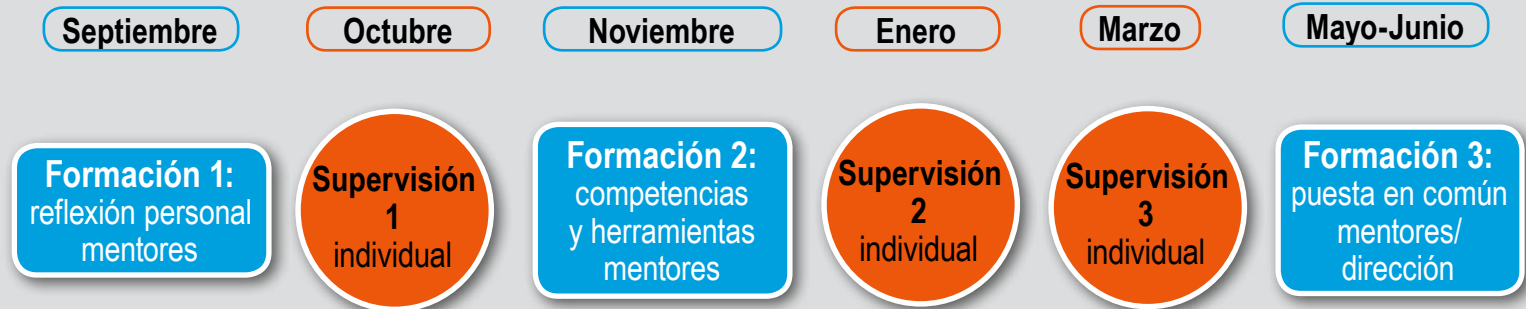 Septiembre
Octubre
Noviembre
Enero
Marzo
Mayo-Junio
Formación 1:
reflexión personal
mentores
Supervisión
1
individual
Formación 2:
competencias
y herramientas
mentores
Supervisión
2
individual
Supervisión
3
individual
Formación 3:
puesta en común
mentores/
dirección